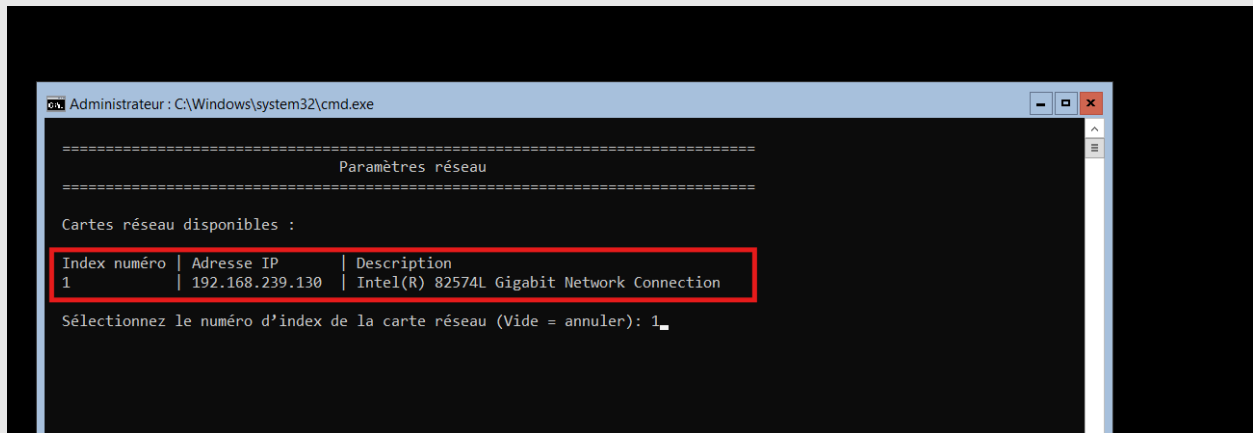 Administrateur : C:\Windows\system32\cmd.exe
================================================================================
Paramètres réseau
================================================================================
Cartes réseau disponibles :
Index numéro | Adresse IP | Description
1 | 192.168.239.130 | Intel(R) 82574L Gigabit Network Connection
Sélectionnez le numéro d’index de la carte réseau (Vide = annuler): 1